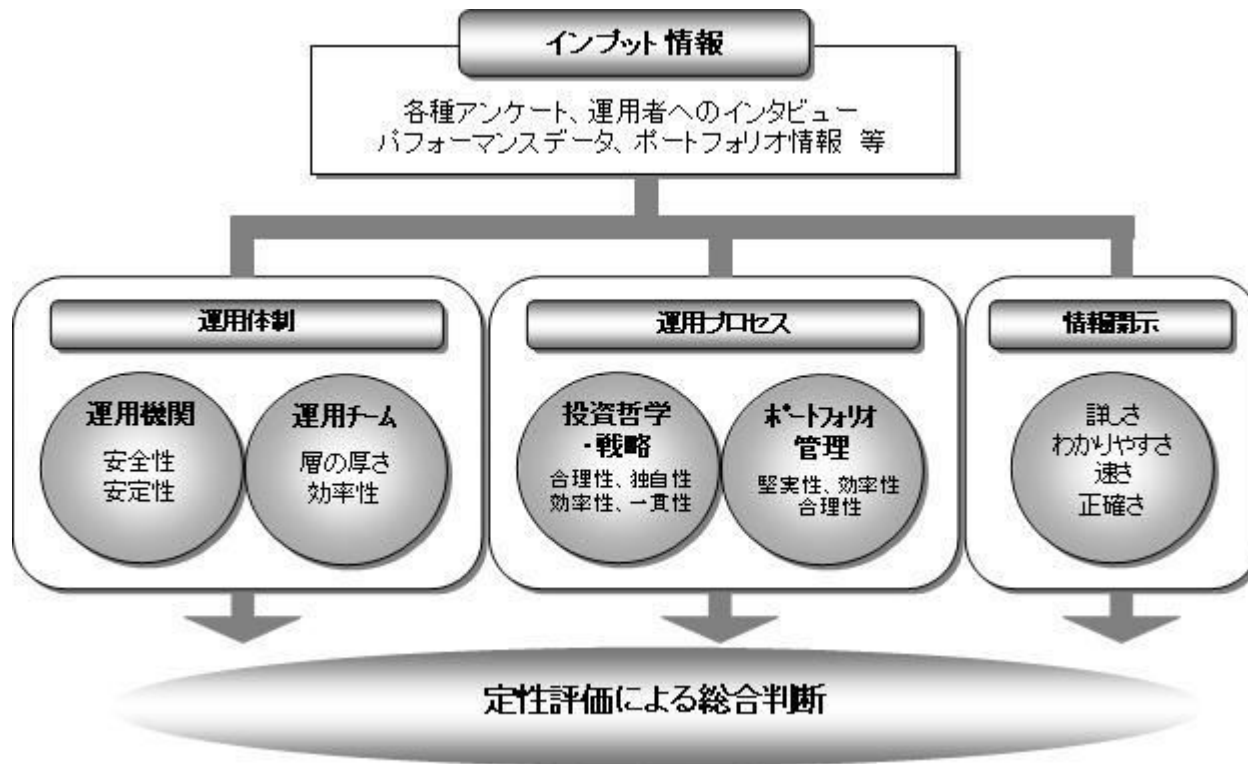 インプット情報
各種アンケート、運用者へのインタビュー
パフォーマンスデータ、ポートフォリオ情報 等
運用体制
運用機関
安全性
安定性
運用チーム
層の厚さ
効率性
運用プロセス
投資哲学
・戦略
合理性、独自性
効率性、一貫性
ポートフォリオ
管理
堅実性、効率性
合理性
情報開示
詳しさ
わかりやすさ
速さ
正確さ
定性評価による総合判断